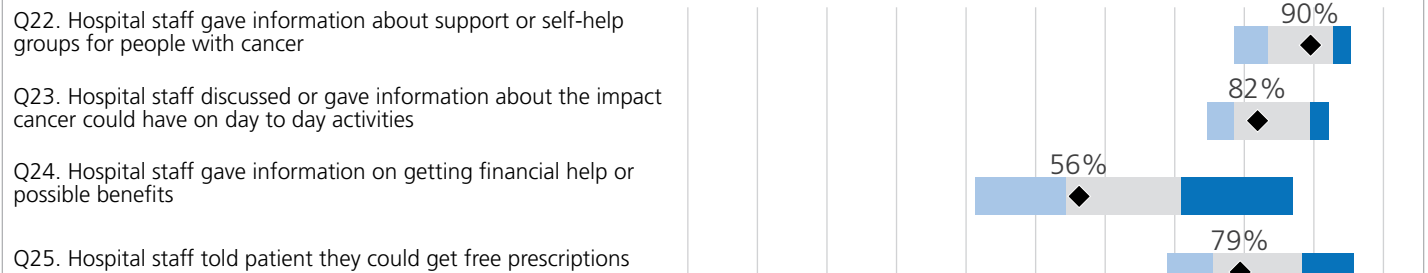 Q22. Hospital staff gave information about support or self-help
groups for people with cancer
90%
Q23. Hospital staff discussed or gave information about the impact
cancer could have on day to day activities
82%
Q24. Hospital staff gave information on getting financial help or
possible benefits
56%
Q25. Hospital staff told patient they could get free prescriptions
79%